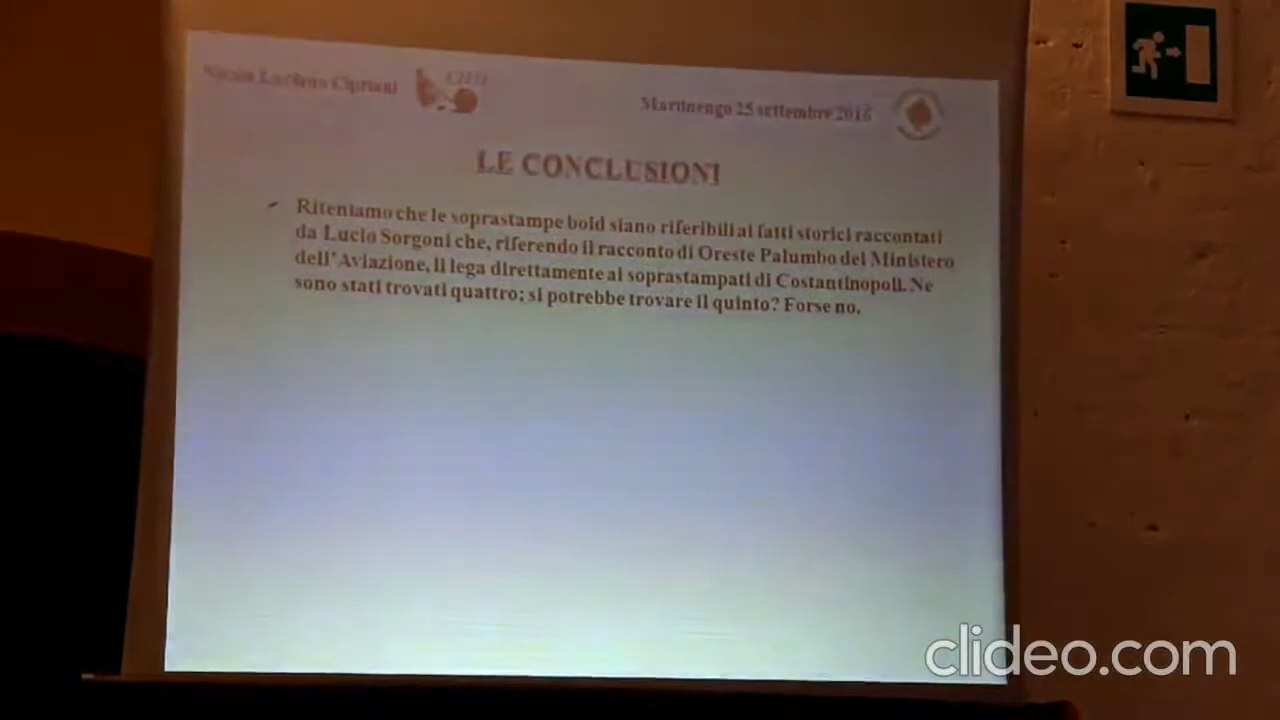 Lucinus Cipriani
Martinengo 25 settembre 2016
LE CONCLUSIONI
Riteniamo che le soprastampe bold siano riferibili ai fatti storici raccontati
da Lucio Sorgoni che, riferendo il racconto di Oreste Palumbo del Ministero
dell'Aviazione, li lega direttamente ai soprastampati di Costantinopoli. Ne
sono stati trovati quattro; si potrebbe trovare il quinto? Forse no.
clideo.com